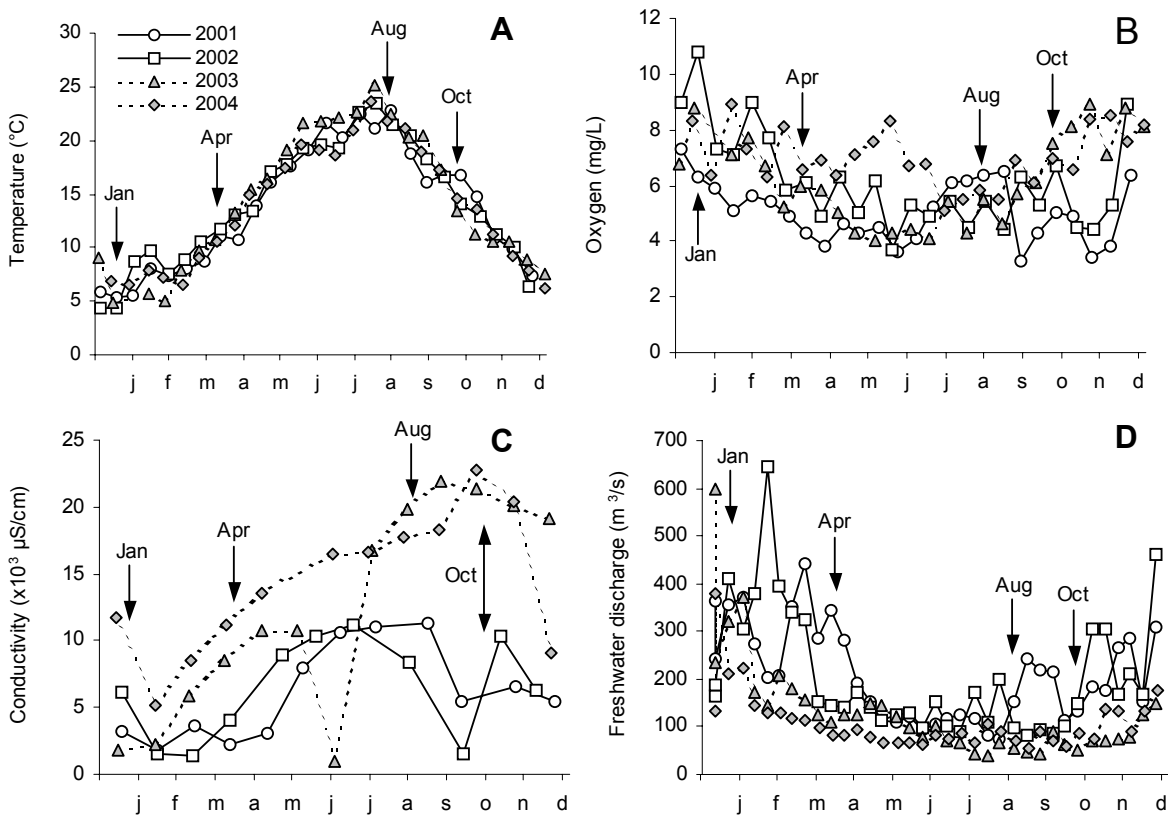 A
2001
2002
2003
2004
Temperature (°C)
30
25
20
15
10
5
0
Jan
Apr
Aug
Oct
j f m a m j j a s o n d
B
Oxygen (mg/L)
12
10
8
6
4
2
0
Jan
Apr
Aug
Oct
j f m a m j j a s o n d
C
Conductivity (x10³ µS/cm)
25
20
15
10
5
0
Jan
Apr
Aug
Oct
j f m a m j j a s o n d
D
Freshwater discharge (m³/s)
700
600
500
400
300
200
100
0
Jan
Apr
Aug
Oct
j f m a m j j a s o n d